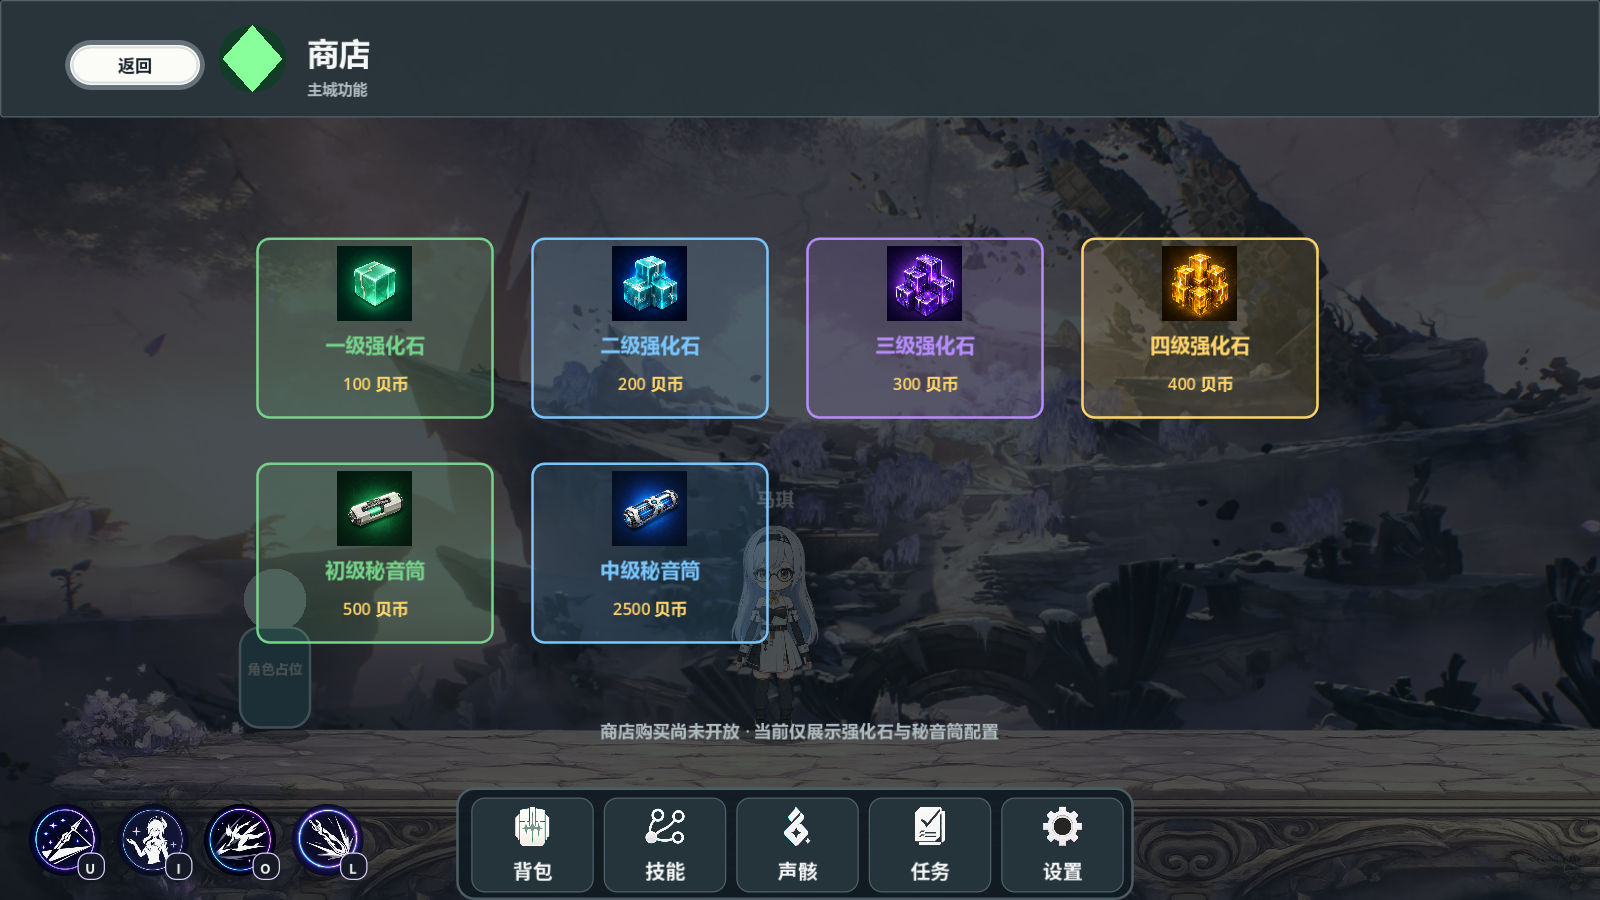 返回
商店
主城功能
一级强化石
100 贝币
二级强化石
200 贝币
三级强化石
300 贝币
四级强化石
400 贝币
初级秘音筒
500 贝币
中级秘音筒
2500 贝币
马琪
角色占位
商店购买尚未开放 · 当前仅展示强化石与秘音筒配置
U
I
O
L
背包
技能
声骸
任务
设置